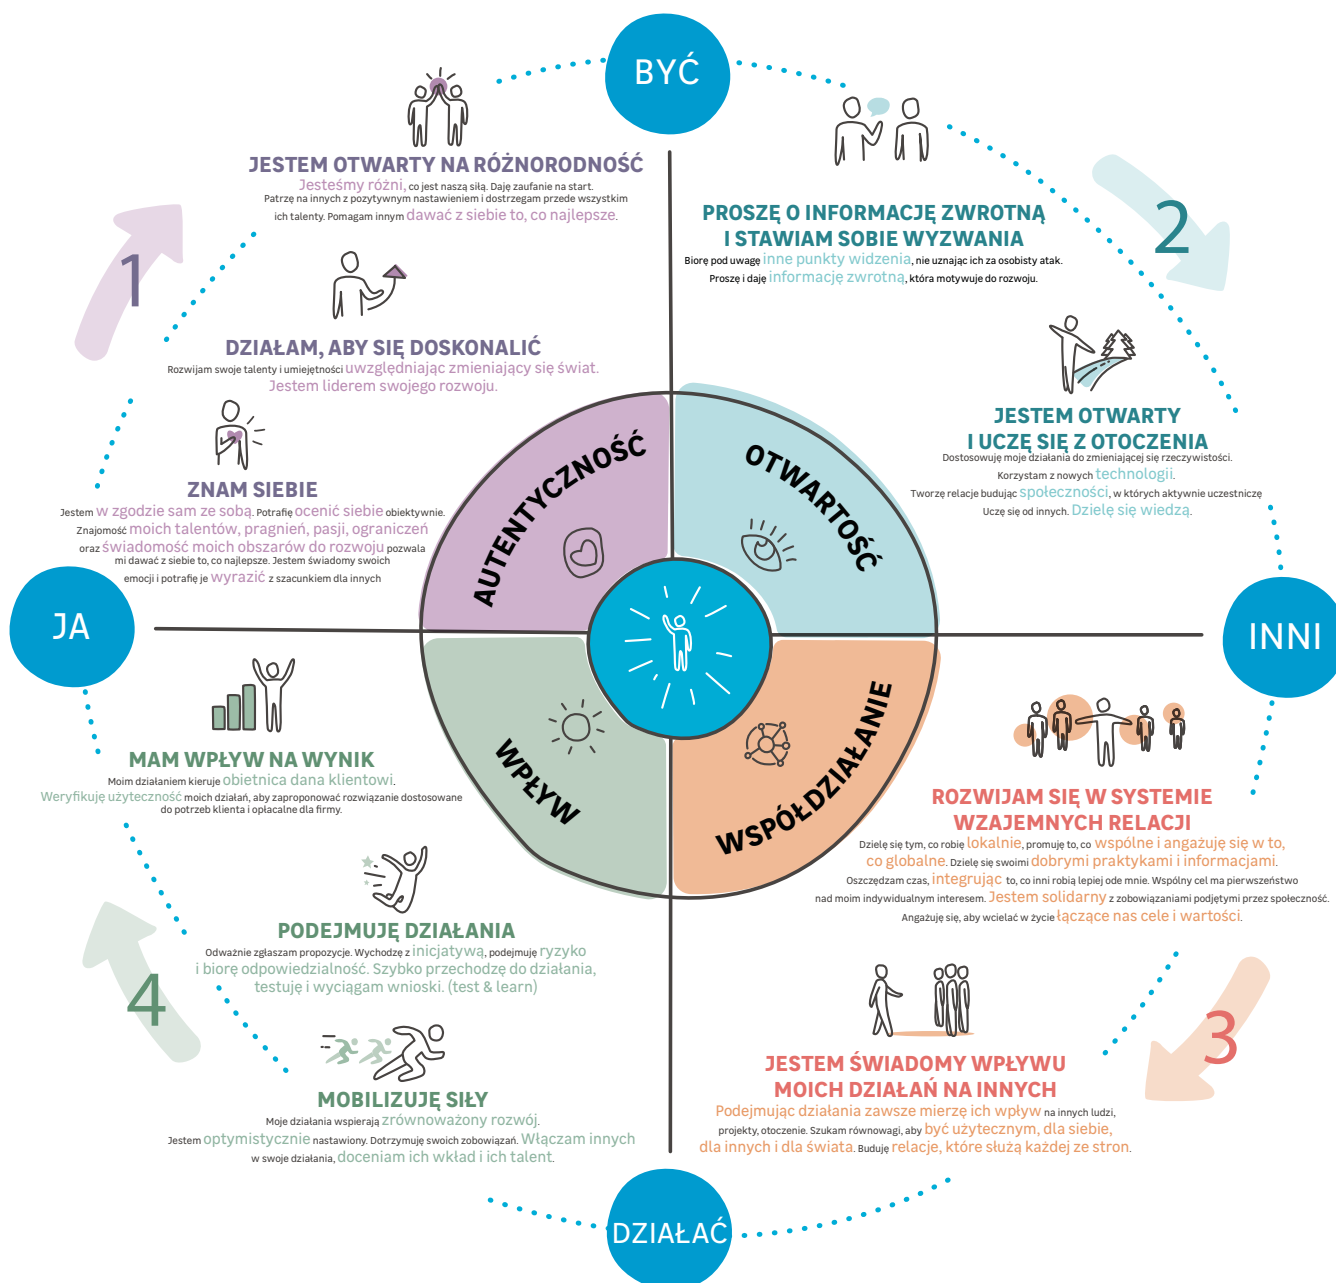 BYĆ
JESTEM OTWARTY NA RÓŻNORODNOŚĆ
Jesteśmy różni, co jest naszą siłą. Daję zaufanie na start.
Patrzę na innych z pozytywnym nastawieniem i dostrzegam przede wszystkim
ich talenty. Pomagam innym dawać z siebie to, co najlepsze.
1
DZIAŁAM, ABY SIĘ DOSKONALIĆ
Rozwijam swoje talenty i umiejętności uwzględniając zmieniający się świat.
Jestem liderem swojego rozwoju.
ZNAM SIEBIE
Jestem w zgodzie sam ze sobą. Potrafię ocenić siebie obiektywnie.
Znajomość moich talentów, pragnień, pasji, ograniczeń
oraz świadomość moich obszarów do rozwoju pozwala
mi dawać z siebie to, co najlepsze. Jestem świadomy swoich
emocji i potrafię je wyrazić z szacunkiem dla innych
PROSZĘ O INFORMACJĘ ZWROTNĄ
I STAWIAM SOBIE WYZWANIA
Biorę pod uwagę inne punkty widzenia, nie uznając ich za osobisty atak.
Proszę i daję informację zwrotną, która motywuje do rozwoju.
2
JESTEM OTWARTY
I UCZĘ SIĘ Z OTOCZENIA
Dostosowuję moje działania do zmieniającej się rzeczywistości.
Korzystam z nowych technologii.
Tworzę relacje budując społeczności, w których aktywnie uczestniczę
Uczę się od innych. Dzielę się wiedzą.
AUTENTYCZNOŚĆ
OTWARTOŚĆ
JA
INNI
WPŁYW
WSPÓŁDZIAŁANIE
MAM WPŁYW NA WYNIK
Moim działaniem kieruje obietnica dana klientowi.
Weryfikuję użyteczność moich działań, aby zaproponować rozwiązanie dostosowane
do potrzeb klienta i opłacalne dla firmy.
PODEJMUJĘ DZIAŁANIA
Odważnie zgłaszam propozycje. Wychodzę z inicjatywą, podejmuję ryzyko
i biorę odpowiedzialność. Szybko przechodzę do działania,
testuję i wyciągam wnioski. (test & learn)
4
MOBILIZUJĘ SIŁY
Moje działania wspierają zrównoważony rozwój.
Jestem optymistycznie nastawiony. Dotrzymuję swoich zobowiązań. Włączam innych
w swoje działania, doceniam ich wkład i ich talent.
ROZWIJAM SIĘ W SYSTEMIE
WZAJEMNYCH RELACJI
Dzielę się tym, co robię lokalnie, promuję to, co wspólne i angażuję się w to,
co globalne. Dzielę się swoimi dobrymi praktykami i informacjami.
Oszczędzam czas, integrując to, co inni robią lepiej ode mnie. Wspólny cel ma pierwszeństwo
nad moim indywidualnym interesem. Jestem solidarny z zobowiązaniami podjętymi przez społeczność.
Angażuję się, aby wcielać w życie łączące nas cele i wartości.
3
JESTEM ŚWIADOMY WPŁYWU
MOICH DZIAŁAŃ NA INNYCH
Podejmując działania zawsze mierzę ich wpływ na innych ludzi,
projekty, otoczenie. Szukam równowagi, aby być użytecznym, dla siebie,
dla innych i dla świata. Buduję relacje, które służą każdej ze stron.
DZIAŁAĆ